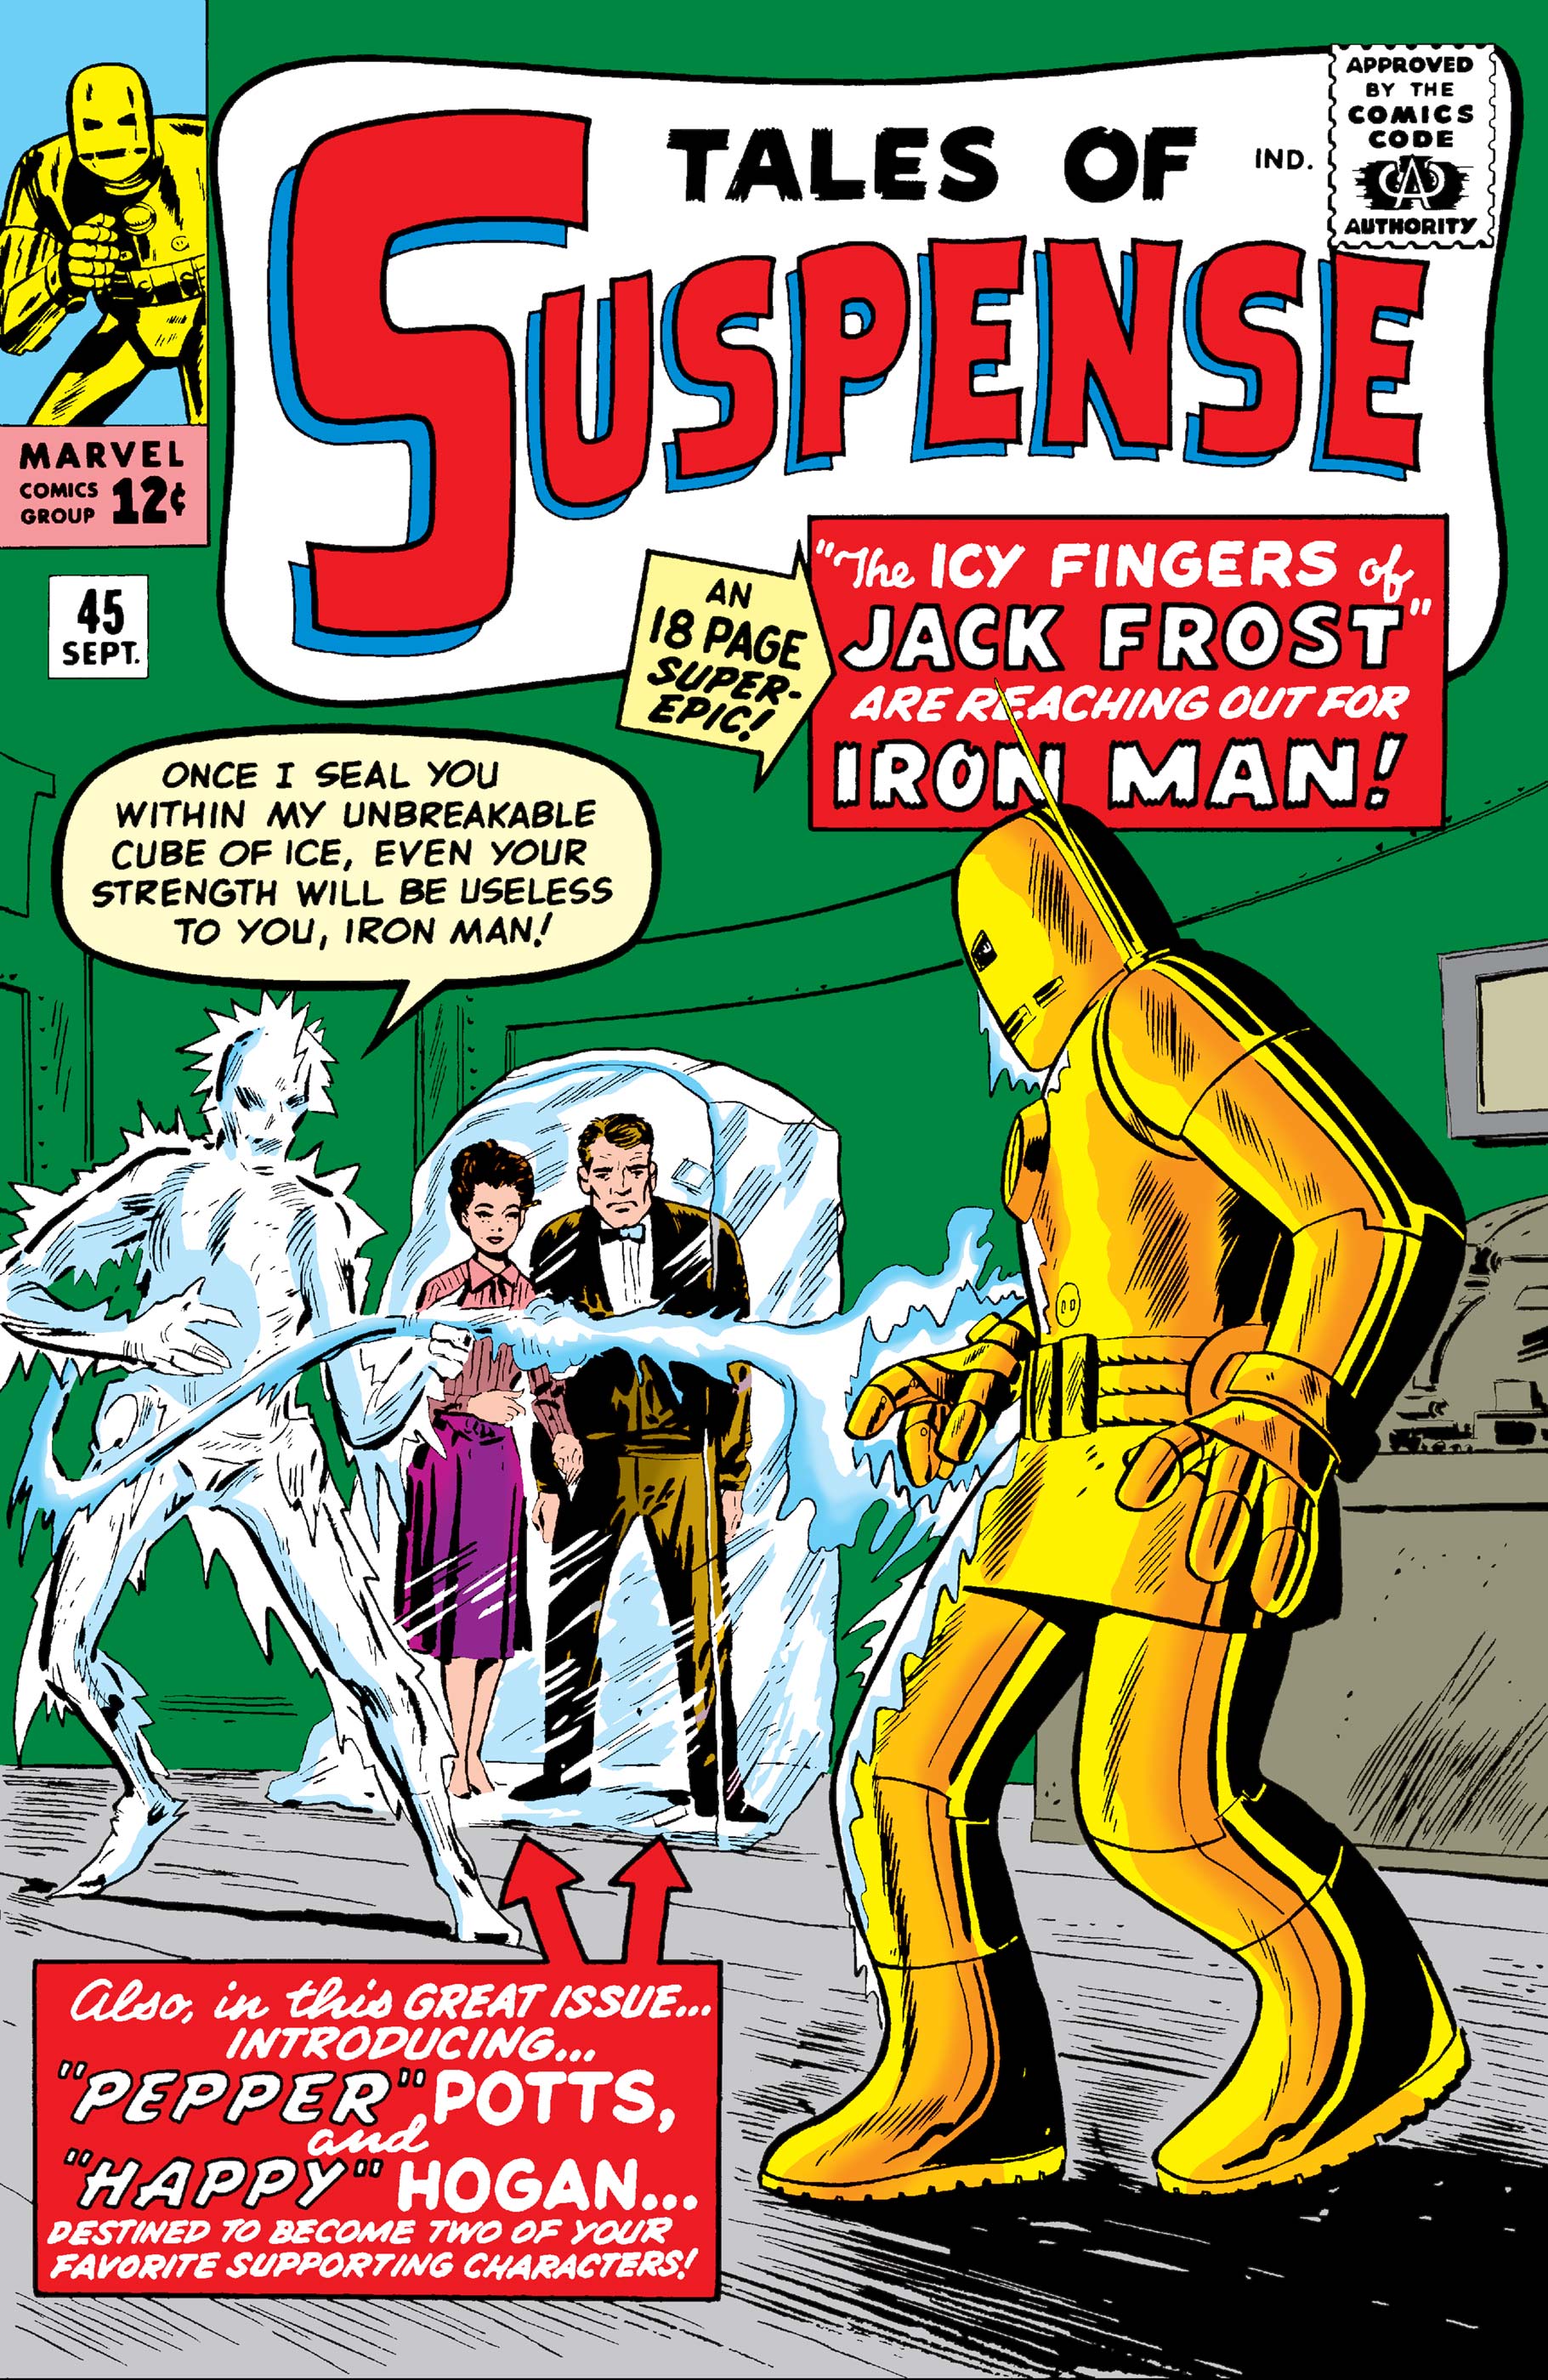 MARVEL
COMICS
GROUP 12¢
45
SEPT.
TALES OF
SUSPENSE
IND.
APPROVED
BY THE
COMICS
CODE
CA
AUTHORITY
AN
18 PAGE
SUPER-
EPIC!
"The ICY FINGERS of
JACK FROST"
ARE REACHING OUT FOR
IRON MAN!
ONCE I SEAL YOU
WITHIN MY UNBREAKABLE
CUBE OF ICE, EVEN YOUR
STRENGTH WILL BE USELESS
TO YOU, IRON MAN!
Also, in this GREAT ISSUE...
INTRODUCING...
"PEPPER" POTTS,
and
"HAPPY" HOGAN...
DESTINED TO BECOME TWO OF YOUR
FAVORITE SUPPORTING CHARACTERS!